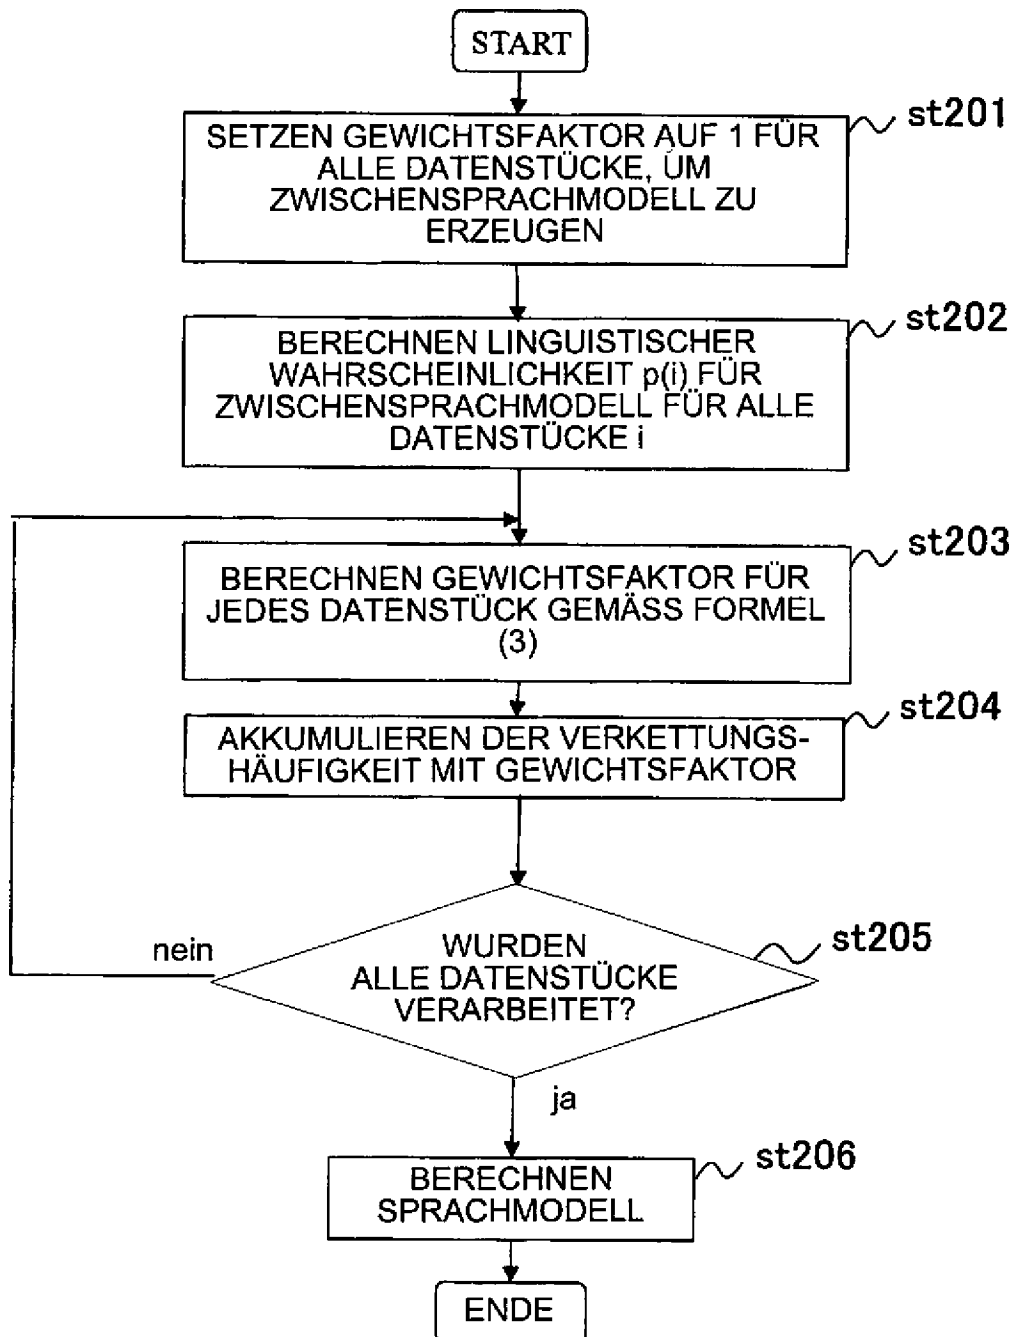 START
st201
SETZEN GEWICHTSFAKTOR AUF 1 FÜR
ALLE DATENSTÜCKE, UM
ZWISCHENSPRACHMODELL ZU
ERZEUGEN
st202
BERECHNEN LINGUISTISCHER
WAHRSCHEINLICHKEIT p(i) FÜR
ZWISCHENSPRACHMODELL FÜR ALLE
DATENSTÜCKE i
st203
BERECHNEN GEWICHTSFAKTOR FÜR
JEDES DATENSTÜCK GEMÄSS FORMEL
(3)
st204
AKKUMULIEREN DER VERKETTUNGS-
HÄUFIGKEIT MIT GEWICHTSFAKTOR
st205
nein
WURDEN
ALLE DATENSTÜCKE
VERARBEITET?
ja
st206
BERECHNEN
SPRACHMODELL
ENDE